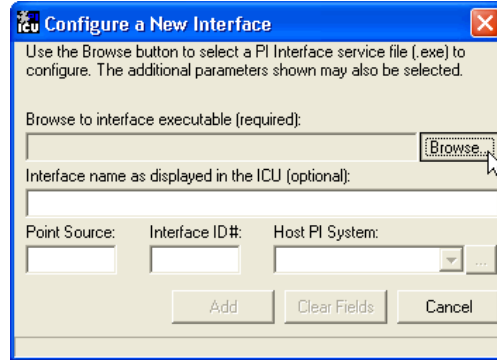 ICU Configure a New Interface
Use the Browse button to select a PI Interface service file (.exe) to
configure. The additional parameters shown may also be selected.
Browse to interface executable (required):
Browse...
Interface name as displayed in the ICU (optional):
Point Source: Interface ID#: Host PI System:
...
Add Clear Fields Cancel